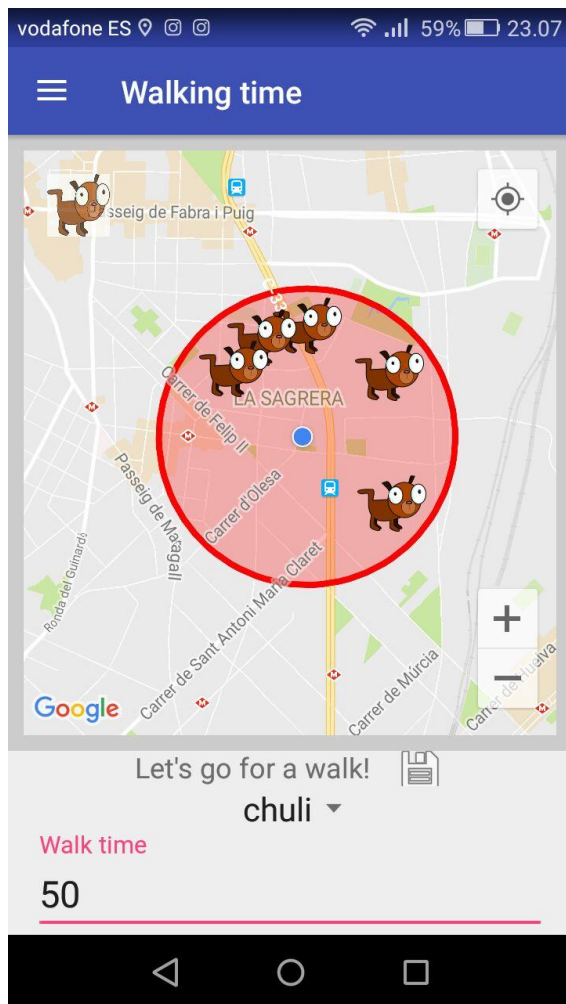 vodafone ES 59% 23.07
Walking time
Passeig de Fabra i Puig
C-33
Carrer de Felip II
LA SAGRERA
Passeig de Maragall
Carrer d'Olesa
Ronda del Guinardó
Carrer de Sant Antoni Maria Claret
Carrer de Múrcia
Carrer de Huelva
Google
Let's go for a walk!
chuli
Walk time
50